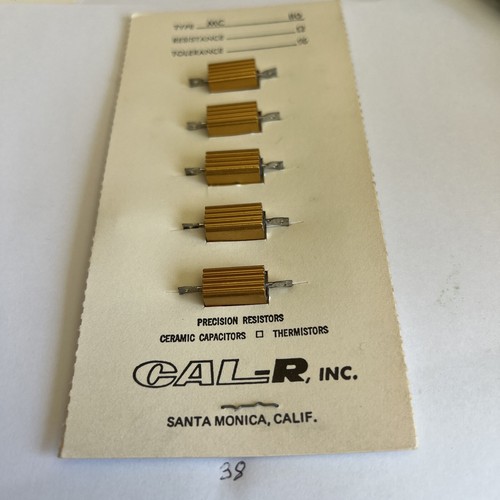 TYPE
RESISTANCE Ω
TOLERANCE %
PRECISION RESISTORS
CERAMIC CAPACITORS □ THERMISTORS
CAL-R, INC.
SANTA MONICA, CALIF.
38